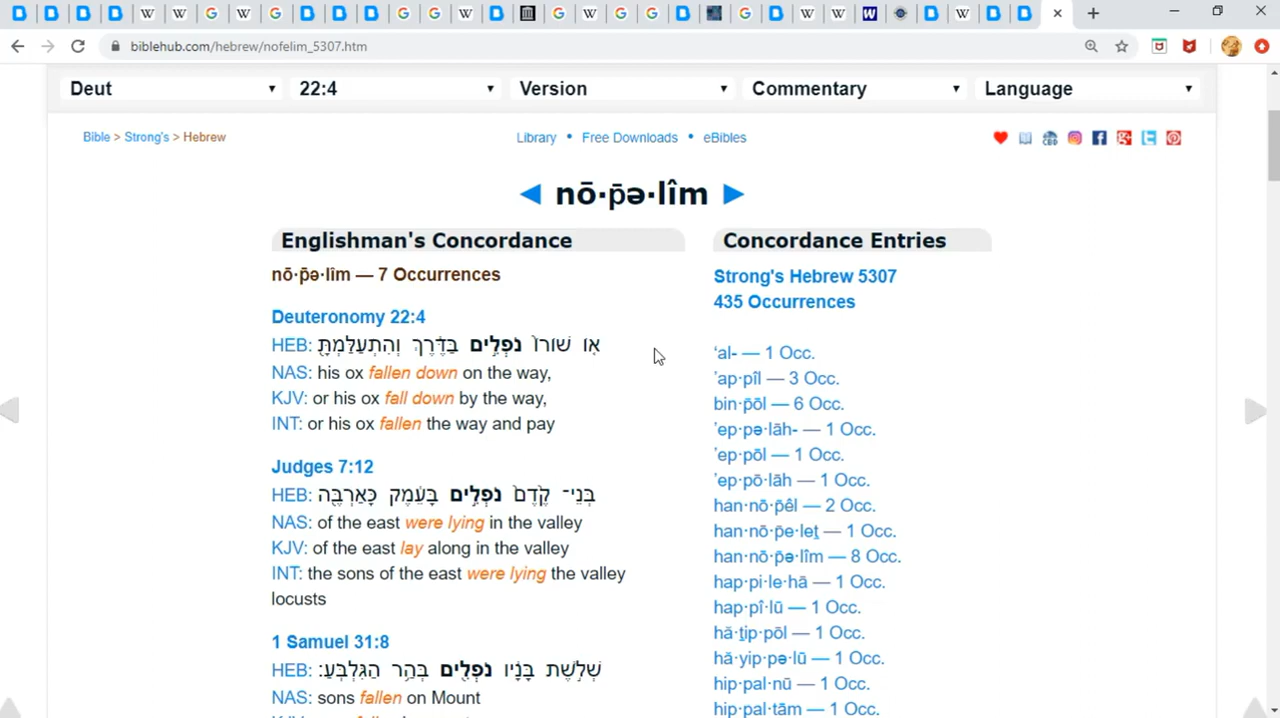 biblehub.com/hebrew/nofelim_5307.htm
Deut 22:4 Version Commentary Language
Bible > Strong's > Hebrew
Library • Free Downloads • eBibles
◄ nō·p̄ə·lîm ►
Englishman's Concordance
nō·p̄ə·lîm — 7 Occurrences
Deuteronomy 22:4
HEB: א֤וֹ שׁוֹרוֹ֙ נֹפְלִ֣ים בַּדֶּ֔רֶךְ וְהִתְעַלַּמְתָּ֖
NAS: his ox fallen down on the way,
KJV: or his ox fall down by the way,
INT: or his ox fallen the way and pay
Judges 7:12
HEB: בְּנֵי־ קֶ֙דֶם֙ נֹפְלִ֣ים בָּעֵ֔מֶק כָּאַרְבֶּ֖ה
NAS: of the east were lying in the valley
KJV: of the east lay along in the valley
INT: the sons of the east were lying the valley
locusts
1 Samuel 31:8
HEB: שְׁלֹ֣שֶׁת בָּנָ֔יו נֹפְלִ֖ים בְּהַ֥ר הַגִּלְבֹּֽעַ׃
NAS: sons fallen on Mount
Concordance Entries
Strong's Hebrew 5307
435 Occurrences
‘al- — 1 Occ.
’ap·pîl — 3 Occ.
bin·p̄ōl — 6 Occ.
’ep·pə·lāh- — 1 Occ.
’ep·pōl — 1 Occ.
’ep·pō·lāh — 1 Occ.
han·nō·p̄êl — 2 Occ.
han·nō·p̄e·leṯ — 1 Occ.
han·nō·p̄ə·lîm — 8 Occ.
hap·pi·le·hā — 1 Occ.
hap·pî·lū — 1 Occ.
hă·ṯip·pōl — 1 Occ.
hă·yip·pə·lū — 1 Occ.
hip·pal·nū — 1 Occ.
hip·pal·tām — 1 Occ.